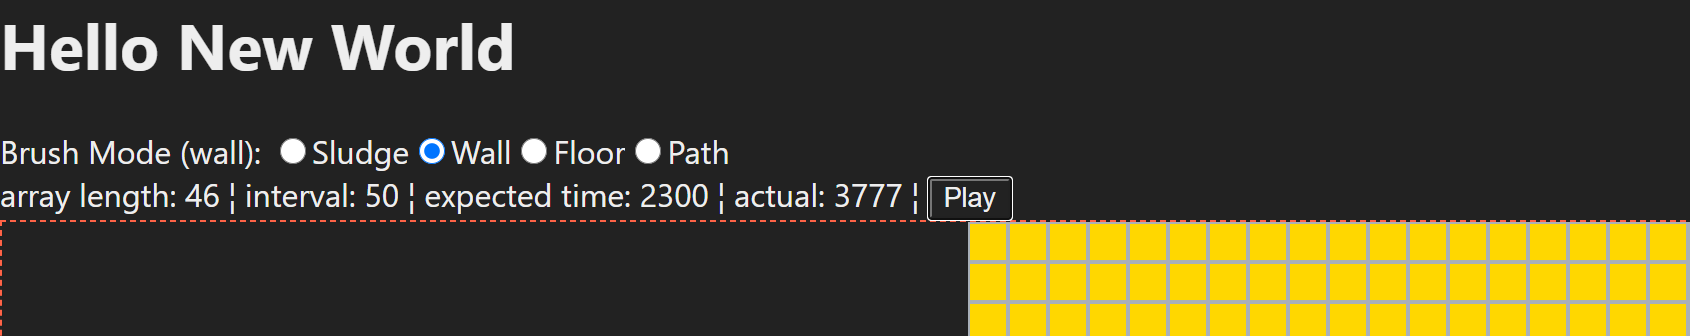 Hello New World
Brush Mode (wall): Sludge Wall Floor Path
array length: 46 ¦ interval: 50 ¦ expected time: 2300 ¦ actual: 3777 ¦ Play